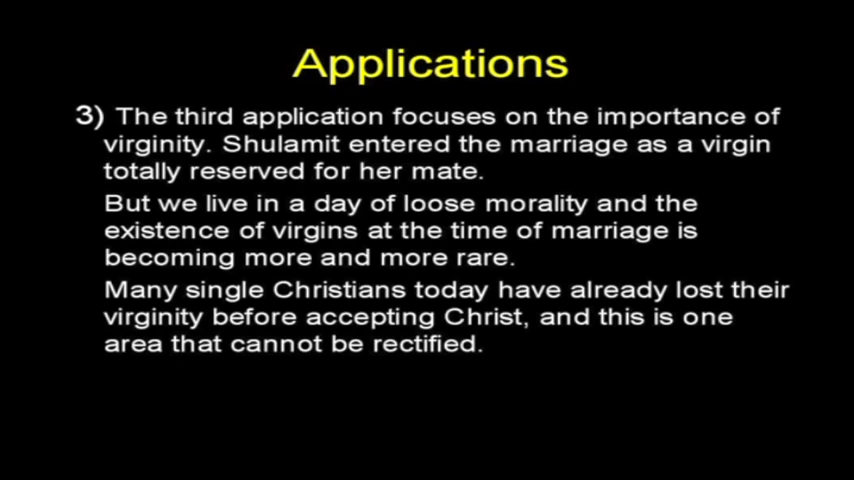 Applications
3) The third application focuses on the importance of
virginity. Shulamit entered the marriage as a virgin
totally reserved for her mate.
But we live in a day of loose morality and the
existence of virgins at the time of marriage is
becoming more and more rare.
Many single Christians today have already lost their
virginity before accepting Christ, and this is one
area that cannot be rectified.